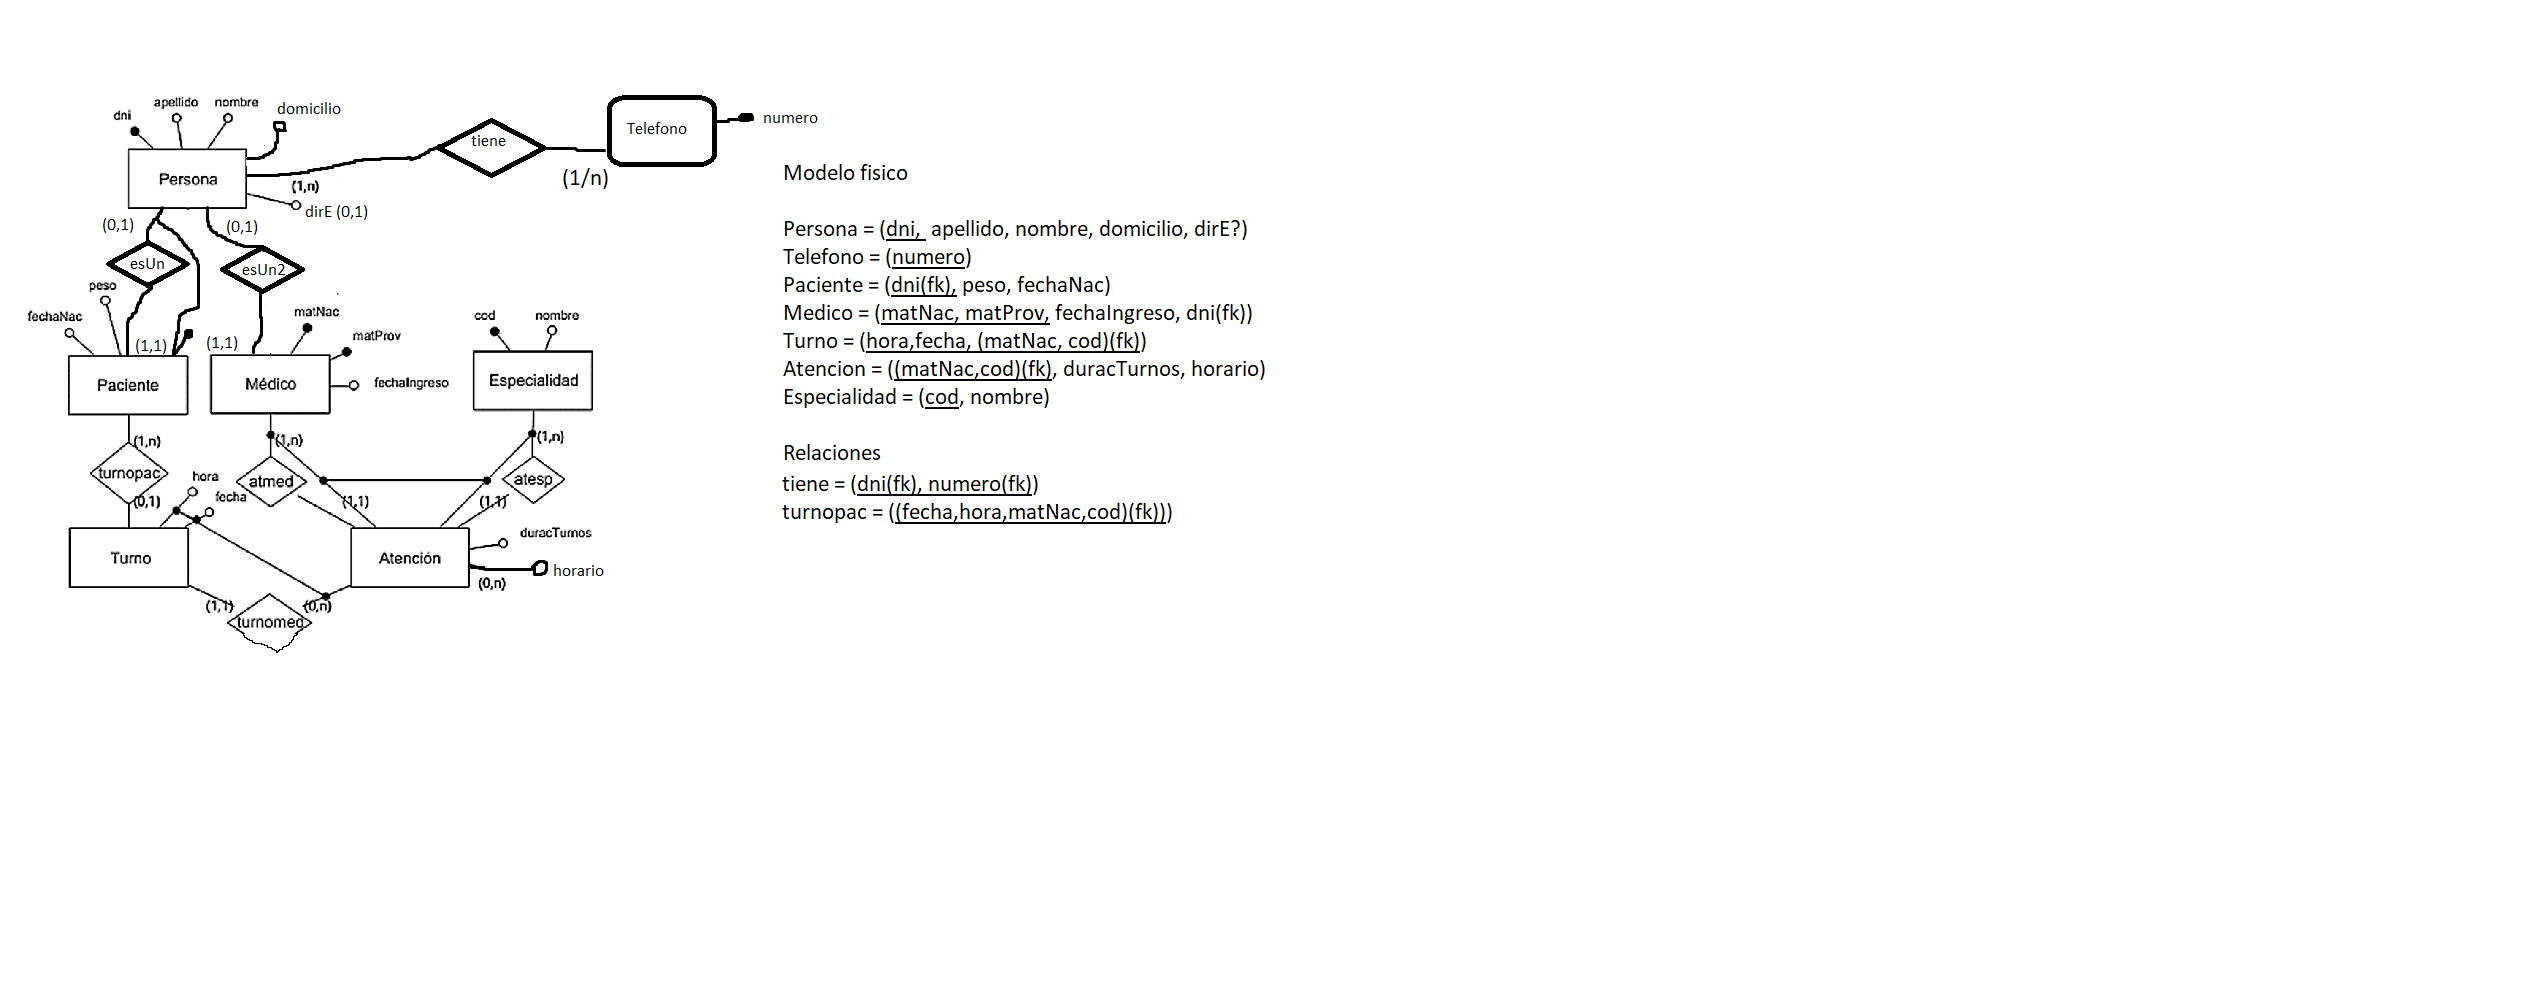 apellido nombre domicilio
dni
numero
Telefono
tiene
(1/n)
Persona
(1,n)
dirE (0,1)
(0,1)
(0,1)
esUn
esUn2
peso
fechaNac
matNac
matProv
cod nombre
(1,1)
(1,1)
Paciente
Médico
fechaIngreso
Especialidad
(1,n)
(1,n)
(1,n)
turnopac
hora
atmed
atesp
(0,1)
fecha
(1,1)
(1,1)
duracTurnos
Turno
Atención
horario
(0,n)
(1,1)
(0,n)
turnomed
Modelo fisico
Persona = (dni, apellido, nombre, domicilio, dirE?)
Telefono = (numero)
Paciente = (dni(fk), peso, fechaNac)
Medico = (matNac, matProv, fechaIngreso, dni(fk))
Turno = (hora,fecha, (matNac, cod)(fk))
Atencion = ((matNac,cod)(fk), duracTurnos, horario)
Especialidad = (cod, nombre)
Relaciones
tiene = (dni(fk), numero(fk))
turnopac = ((fecha,hora,matNac,cod)(fk)))